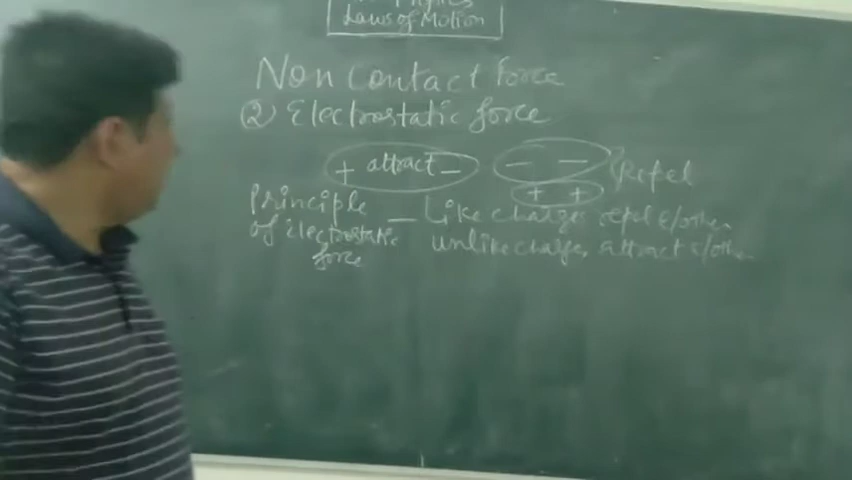 Physics
Laws of Motion
Non Contact Force
② Electrostatic force
+ attract −
− −
+ +
} Repel
Principle of Electrostatic force — Like charges repel e/other
unlike charges attract e/other